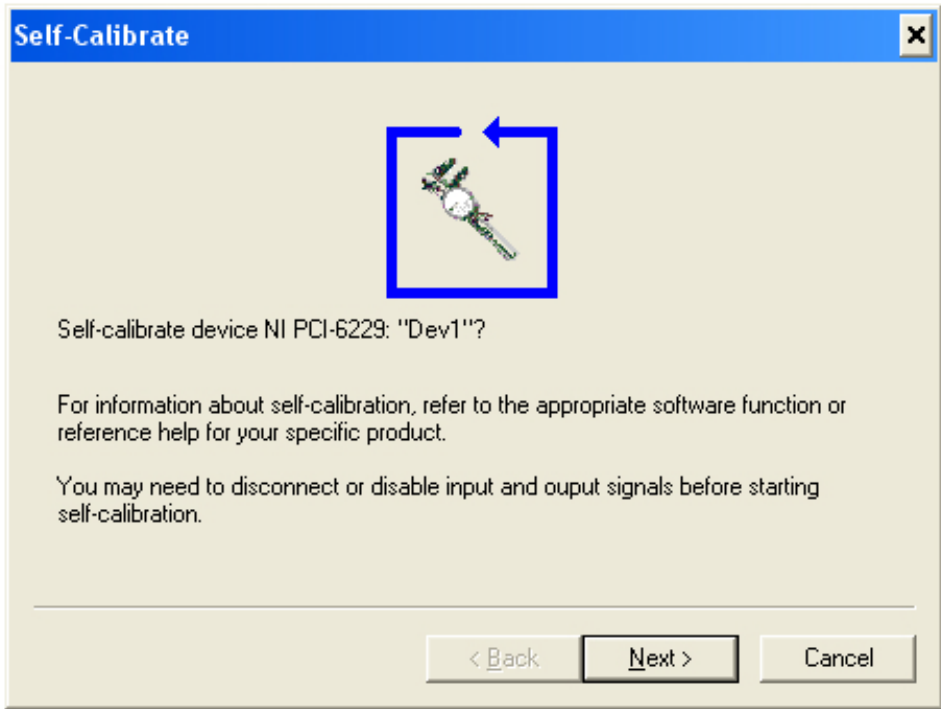 Self-Calibrate
Self-calibrate device NI PCI-6229: "Dev1"?
For information about self-calibration, refer to the appropriate software function or
reference help for your specific product.
You may need to disconnect or disable input and ouput signals before starting
self-calibration.
< Back
Next >
Cancel